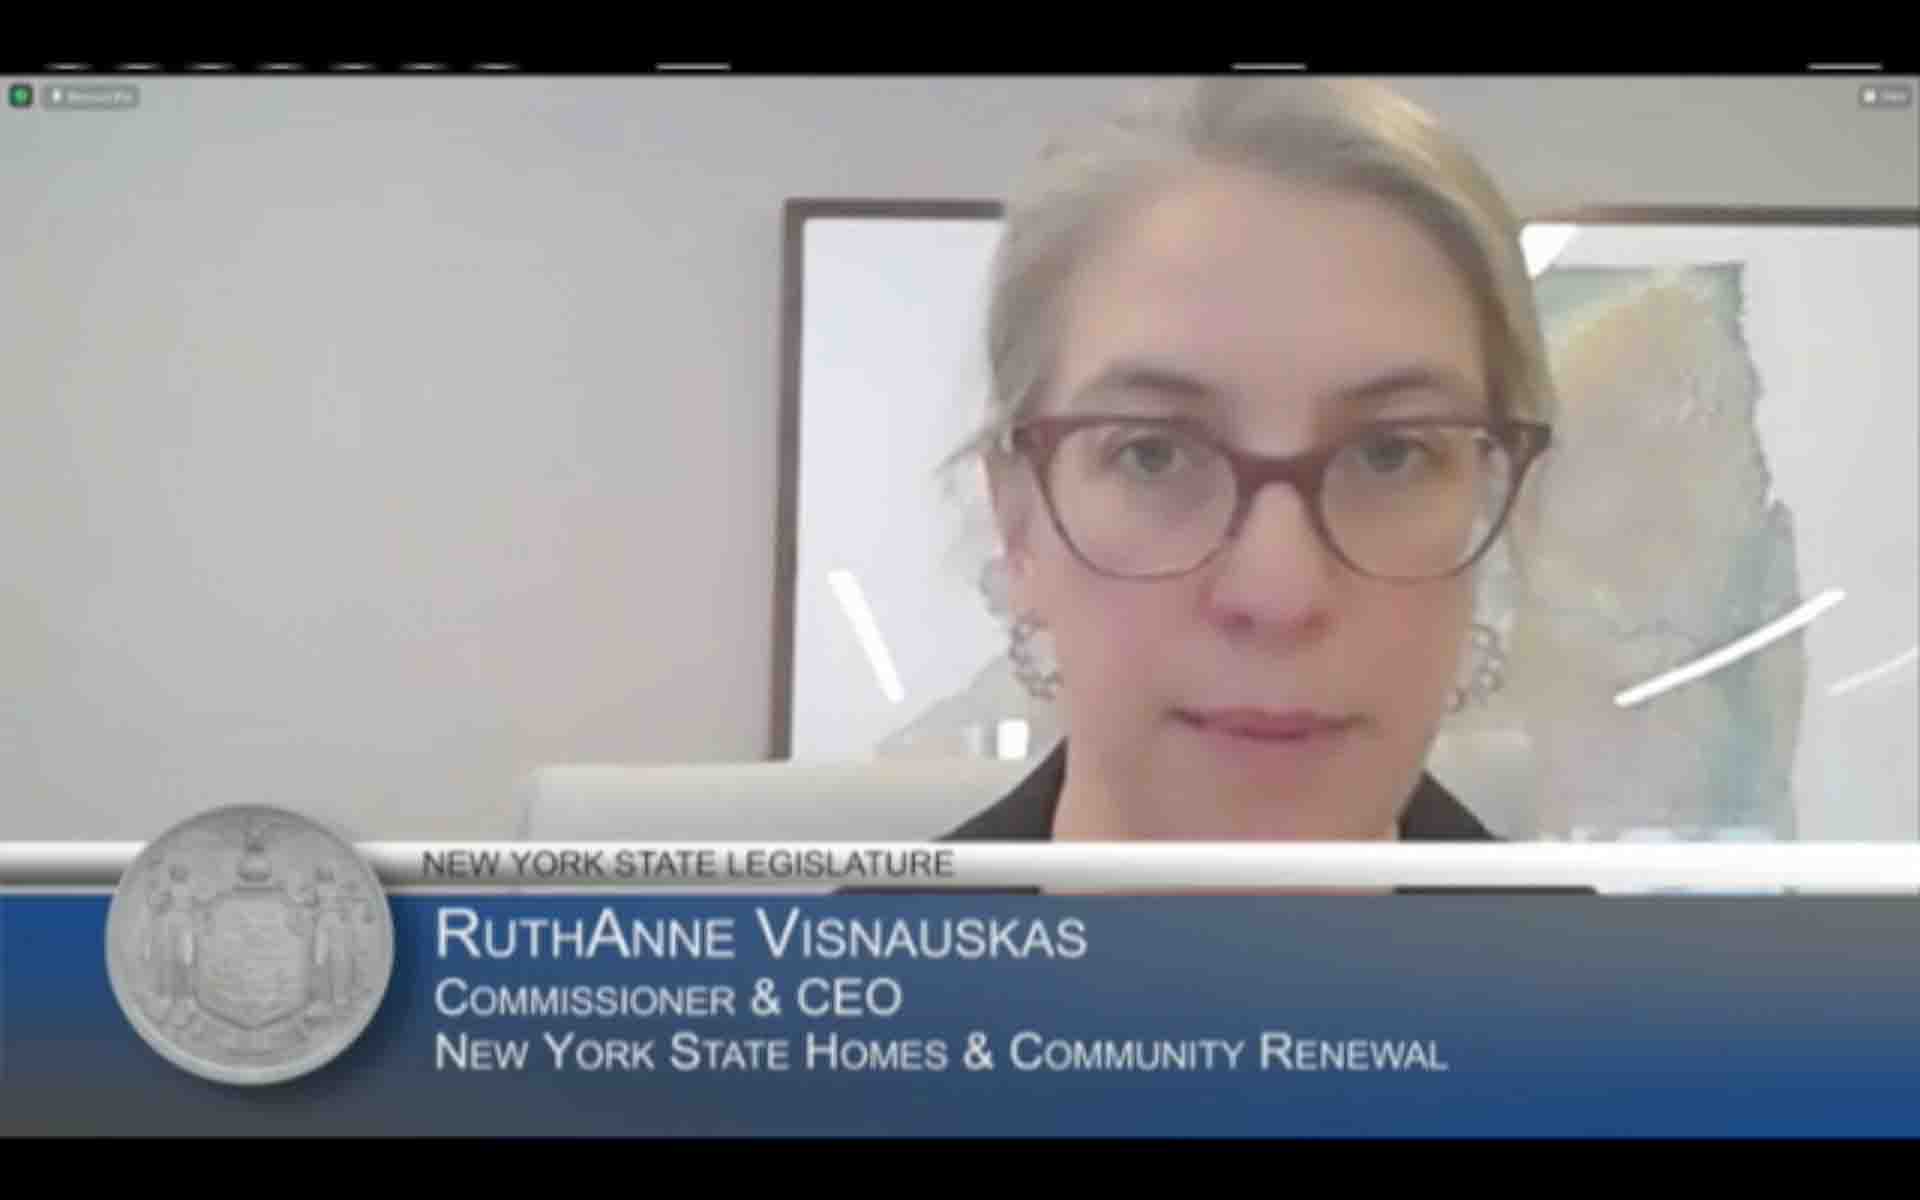 NEW YORK STATE LEGISLATURE
RUTHANNE VISNAUSKAS
COMMISSIONER & CEO
NEW YORK STATE HOMES & COMMUNITY RENEWAL